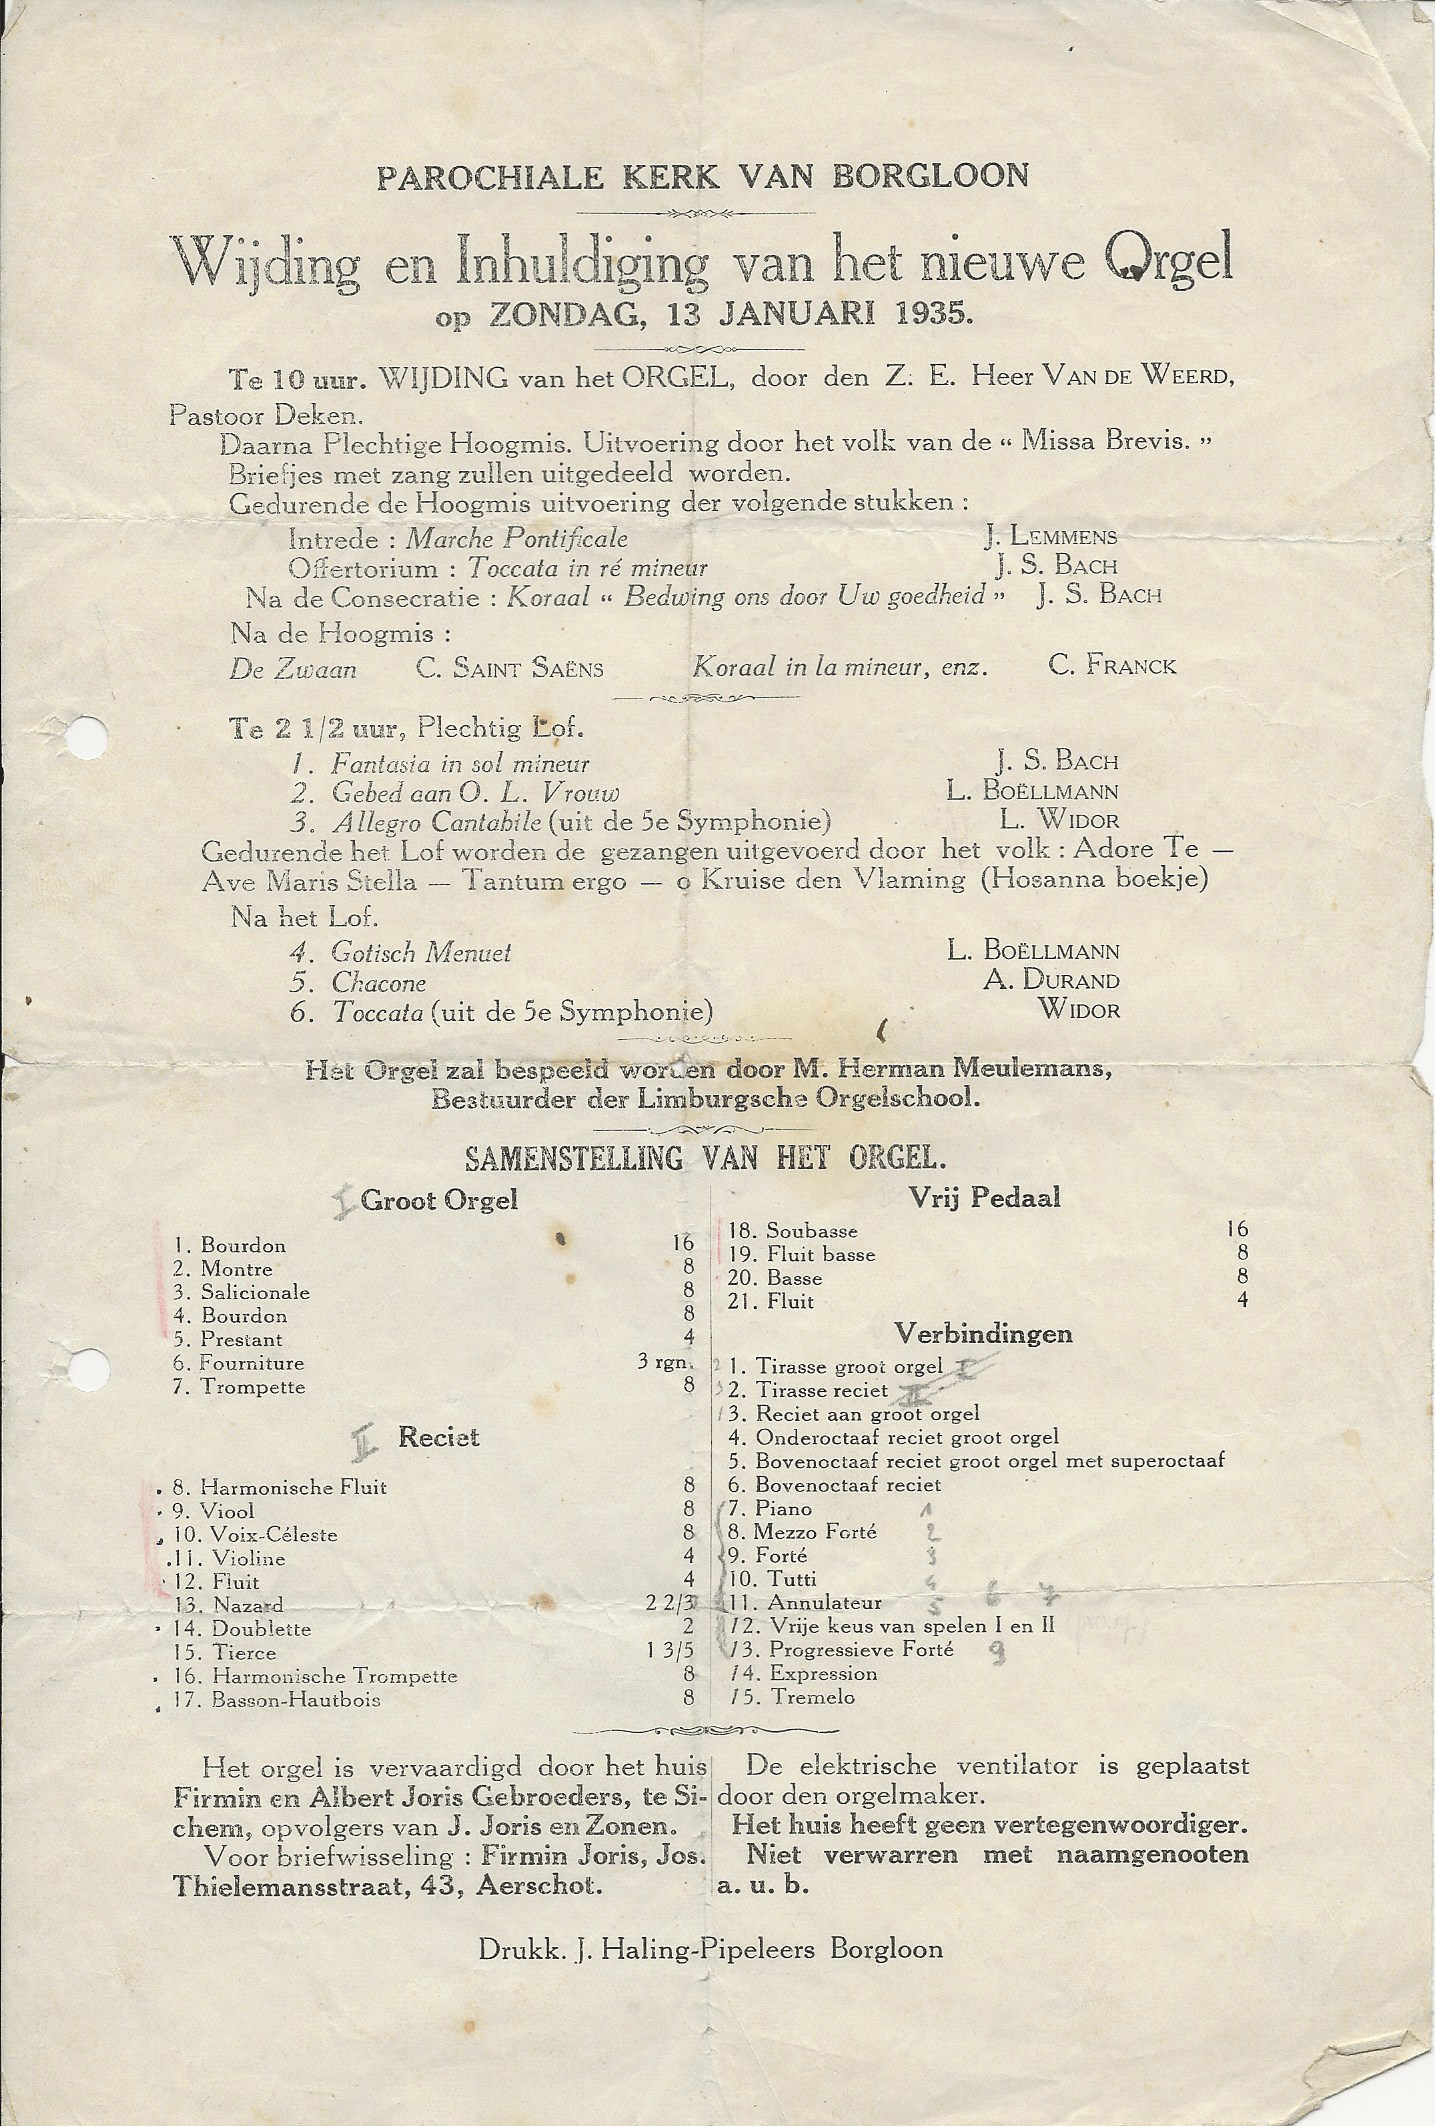 PAROCHIALE KERK VAN BORGLOON
Wijding en Inhuldiging van het nieuwe Orgel
op ZONDAG, 13 JANUARI 1935.
Te 10 uur. WIJDING van het ORGEL, door den Z. E. Heer VAN DE WEERD,
Pastoor Deken.
Daarna Plechtige Hoogmis. Uitvoering door het volk van de “ Missa Brevis. ”
Briefjes met zang zullen uitgedeeld worden.
Gedurende de Hoogmis uitvoering der volgende stukken :
Intrede : Marche Pontificale J. LEMMENS
Offertorium : Toccata in ré mineur J. S. BACH
Na de Consecratie : Koraal “ Bedwing ons door Uw goedheid ” J. S. BACH
Na de Hoogmis :
De Zwaan C. SAINT SAËNS Koraal in la mineur, enz. C. FRANCK
Te 2 1/2 uur, Plechtig Lof.
1. Fantasia in sol mineur J. S. BACH
2. Gebed aan O. L. Vrouw L. BOËLLMANN
3. Allegro Cantabile (uit de 5e Symphonie) L. WIDOR
Gedurende het Lof worden de gezangen uitgevoerd door het volk : Adore Te —
Ave Maris Stella — Tantum ergo — o Kruise den Vlaming (Hosanna boekje)
Na het Lof.
4. Gotisch Menuet L. BOËLLMANN
5. Chacone A. DURAND
6. Toccata (uit de 5e Symphonie) WIDOR
Het Orgel zal bespeeld worden door M. Herman Meulemans,
Bestuurder der Limburgsche Orgelschool.
SAMENSTELLING VAN HET ORGEL.
I Groot Orgel
1. Bourdon 16
2. Montre 8
3. Salicionale 8
4. Bourdon 8
5. Prestant 4
6. Fourniture 3 rgn.
7. Trompette 8
II Reciet
8. Harmonische Fluit 8
9. Viool 8
10. Voix-Céleste 8
11. Violine 4
12. Fluit 4
13. Nazard 2 2/3
14. Doublette 2
15. Tierce 1 3/5
16. Harmonische Trompette 8
17. Basson-Hautbois 8
Vrij Pedaal
18. Soubasse 16
19. Fluit basse 8
20. Basse 8
21. Fluit 4
Verbindingen
2 1. Tirasse groot orgel I
3 2. Tirasse reciet II
1 3. Reciet aan groot orgel
4. Onderoctaaf reciet groot orgel
5. Bovenoctaaf reciet groot orgel met superoctaaf
6. Bovenoctaaf reciet
7. Piano 1
8. Mezzo Forté 2
9. Forté 3
10. Tutti 4
11. Annulateur 5 6 7
12. Vrije keus van spelen I en II
13. Progressieve Forté 9
14. Expression
15. Tremelo
Het orgel is vervaardigd door het huis
Firmin en Albert Joris Gebroeders, te Si-
chem, opvolgers van J. Joris en Zonen.
Voor briefwisseling : Firmin Joris, Jos.
Thielemansstraat, 43, Aerschot.
De elektrische ventilator is geplaatst
door den orgelmaker.
Het huis heeft geen vertegenwoordiger.
Niet verwarren met naamgenooten
a. u. b.
Drukk. J. Haling-Pipeleers Borgloon